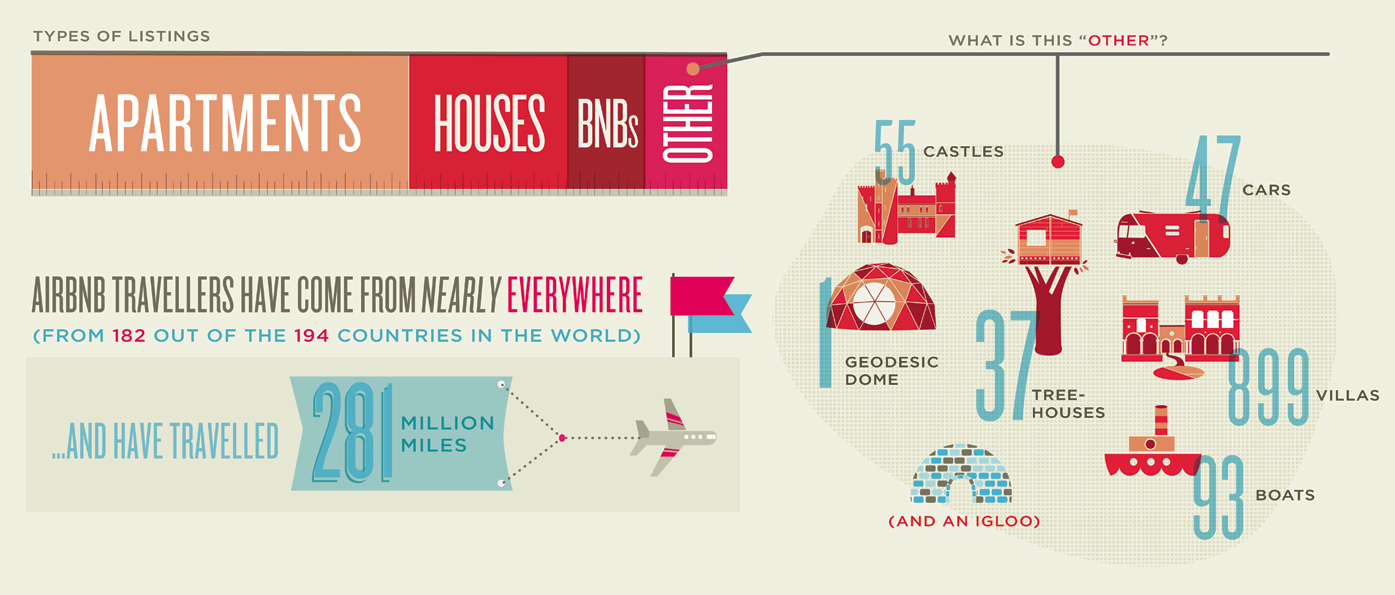 TYPES OF LISTINGS
APARTMENTS
HOUSES
BNBs
OTHER
AIRBNB TRAVELLERS HAVE COME FROM NEARLY EVERYWHERE
(FROM 182 OUT OF THE 194 COUNTRIES IN THE WORLD)
...AND HAVE TRAVELLED
281
MILLION
MILES
WHAT IS THIS “OTHER”?
55 CASTLES
47 CARS
1
GEODESIC
DOME
37
TREE-
HOUSES
899 VILLAS
93 BOATS
(AND AN IGLOO)